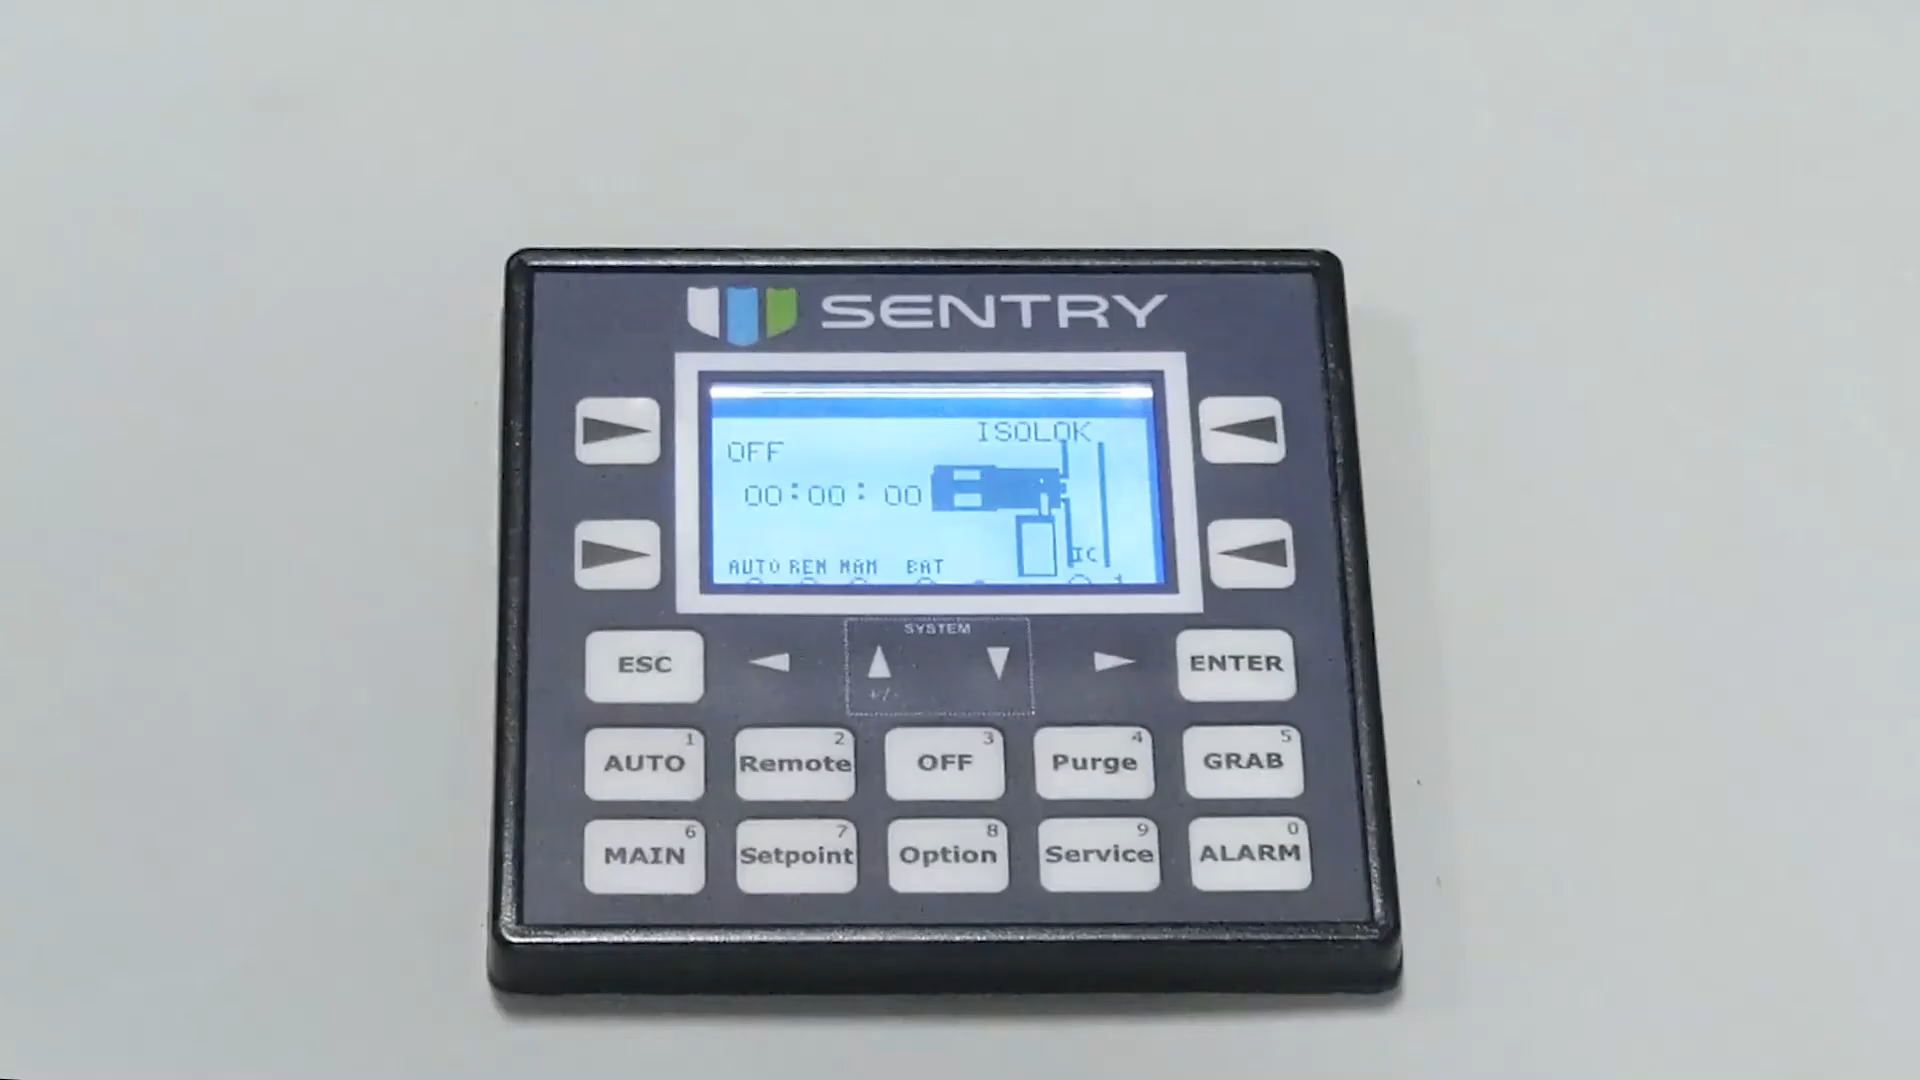 SENTRY
ISOLOK
OFF
00:00:00
IC
AUTO REM MAN BAT
SYSTEM
+/-
ESC
ENTER
AUTO 1
Remote 2
OFF 3
Purge 4
GRAB 5
MAIN 6
Setpoint 7
Option 8
Service 9
ALARM 0